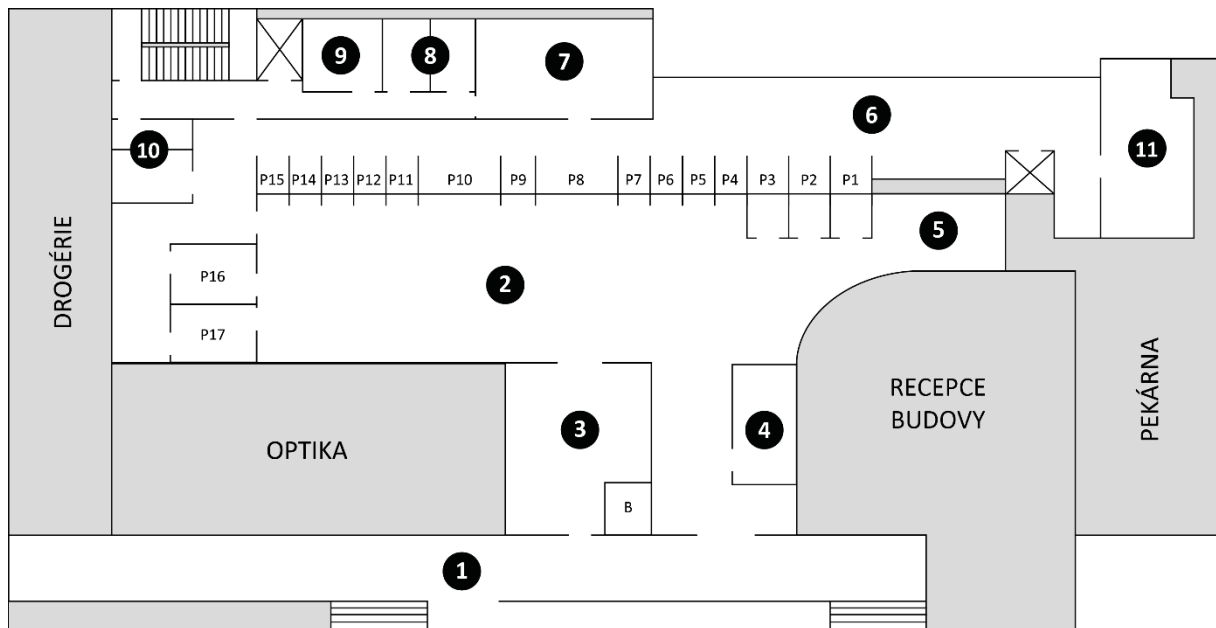 9
8
7
6
10
11
P15 P14 P13 P12 P11 P10 P9 P8 P7 P6 P5 P4 P3 P2 P1
5
DROGÉRIE
P16
2
P17
RECEPCE
BUDOVY
PEKÁRNA
OPTIKA
3
4
B
1